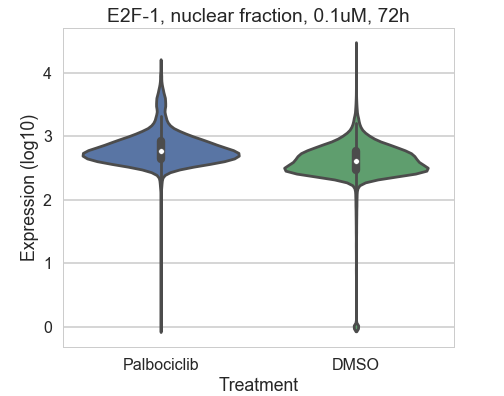 E2F-1, nuclear fraction, 0.1uM, 72h
Expression (log10)
4
3
2
1
0
Palbociclib DMSO
Treatment